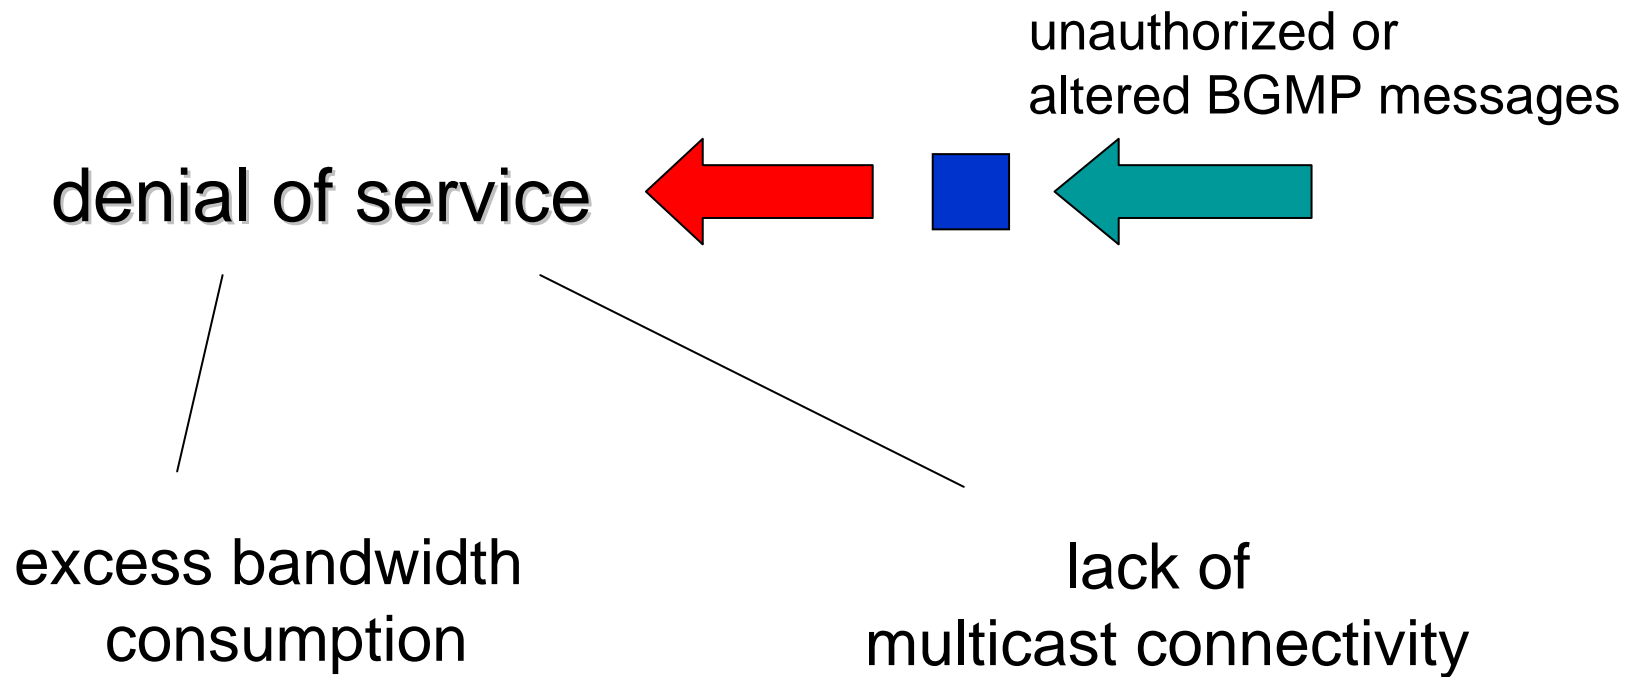 unauthorized or
altered BGMP messages
denial of service
excess bandwidth
consumption
lack of
multicast connectivity